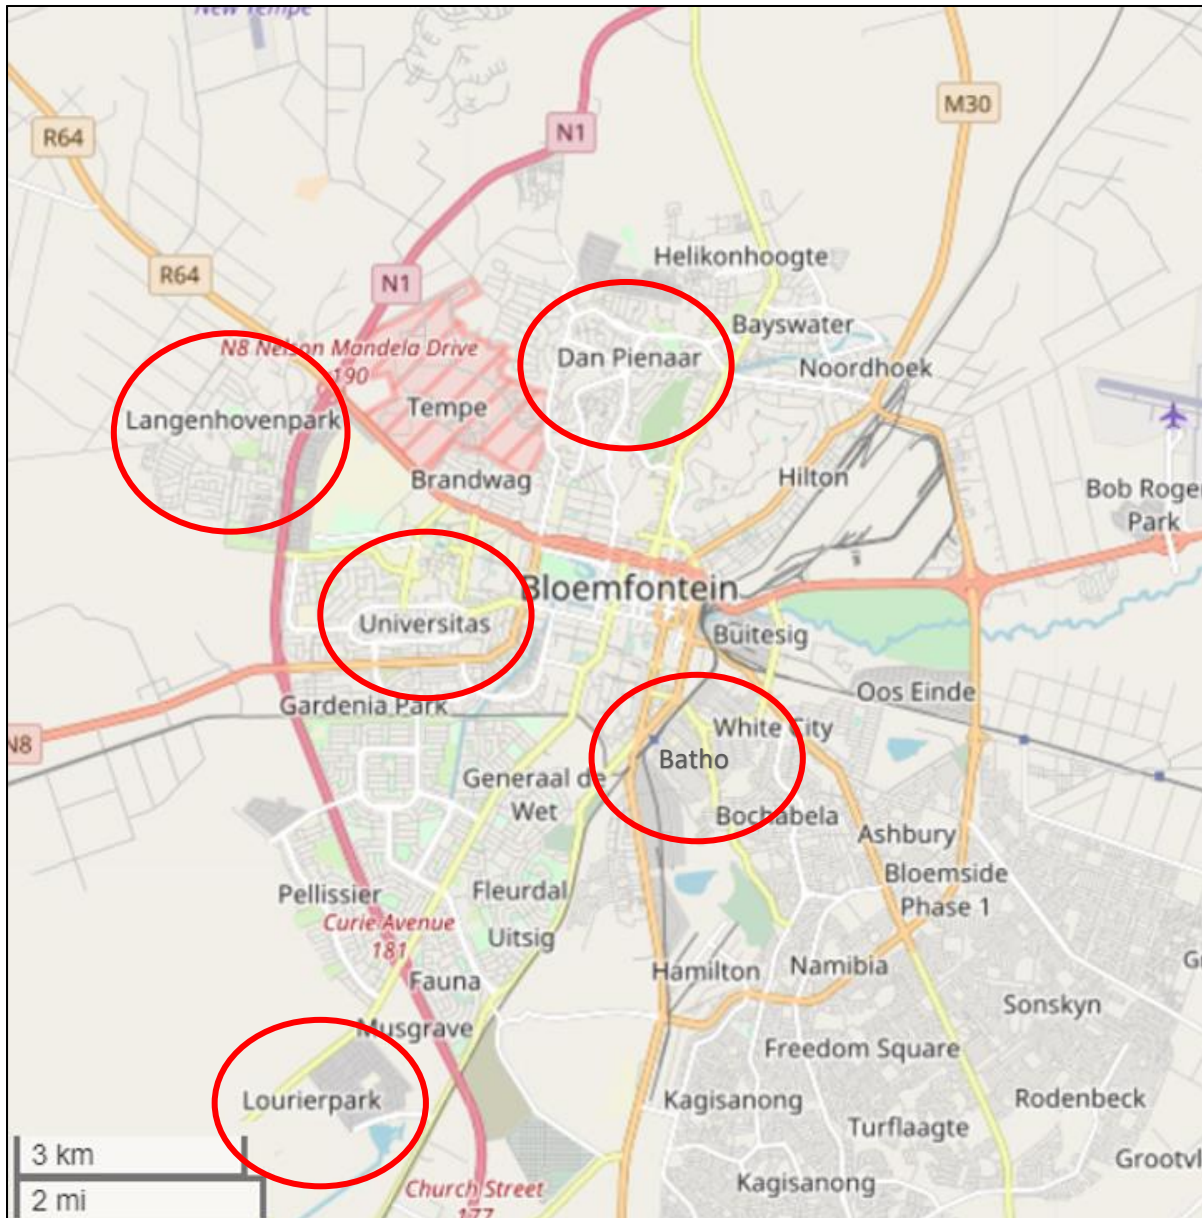 New Tempe
R64
N1
M30
Helikonhoogte
R64
N1
Bayswater
N8 Nelson Mandela Drive
190
Dan Pienaar
Noordhoek
Langenhovenpark
Tempe
Brandwag
Hilton
Bob Roger
Park
Bloemfontein
Universitas
Buitesig
Oos Einde
Gardenia Park
White City
N8
Batho
Generaal de
Wet
Bochabela
Ashbury
Bloemside
Phase 1
Pellissier
Fleurdal
Curie Avenue
181
Uitsig
Hamilton
Namibia
Fauna
Sonskyn
Musgrave
Freedom Square
Lourierpark
Kagisanong
Rodenbeck
Turflaagte
3 km
Grootvl
Church Street
177
Kagisanong
2 mi